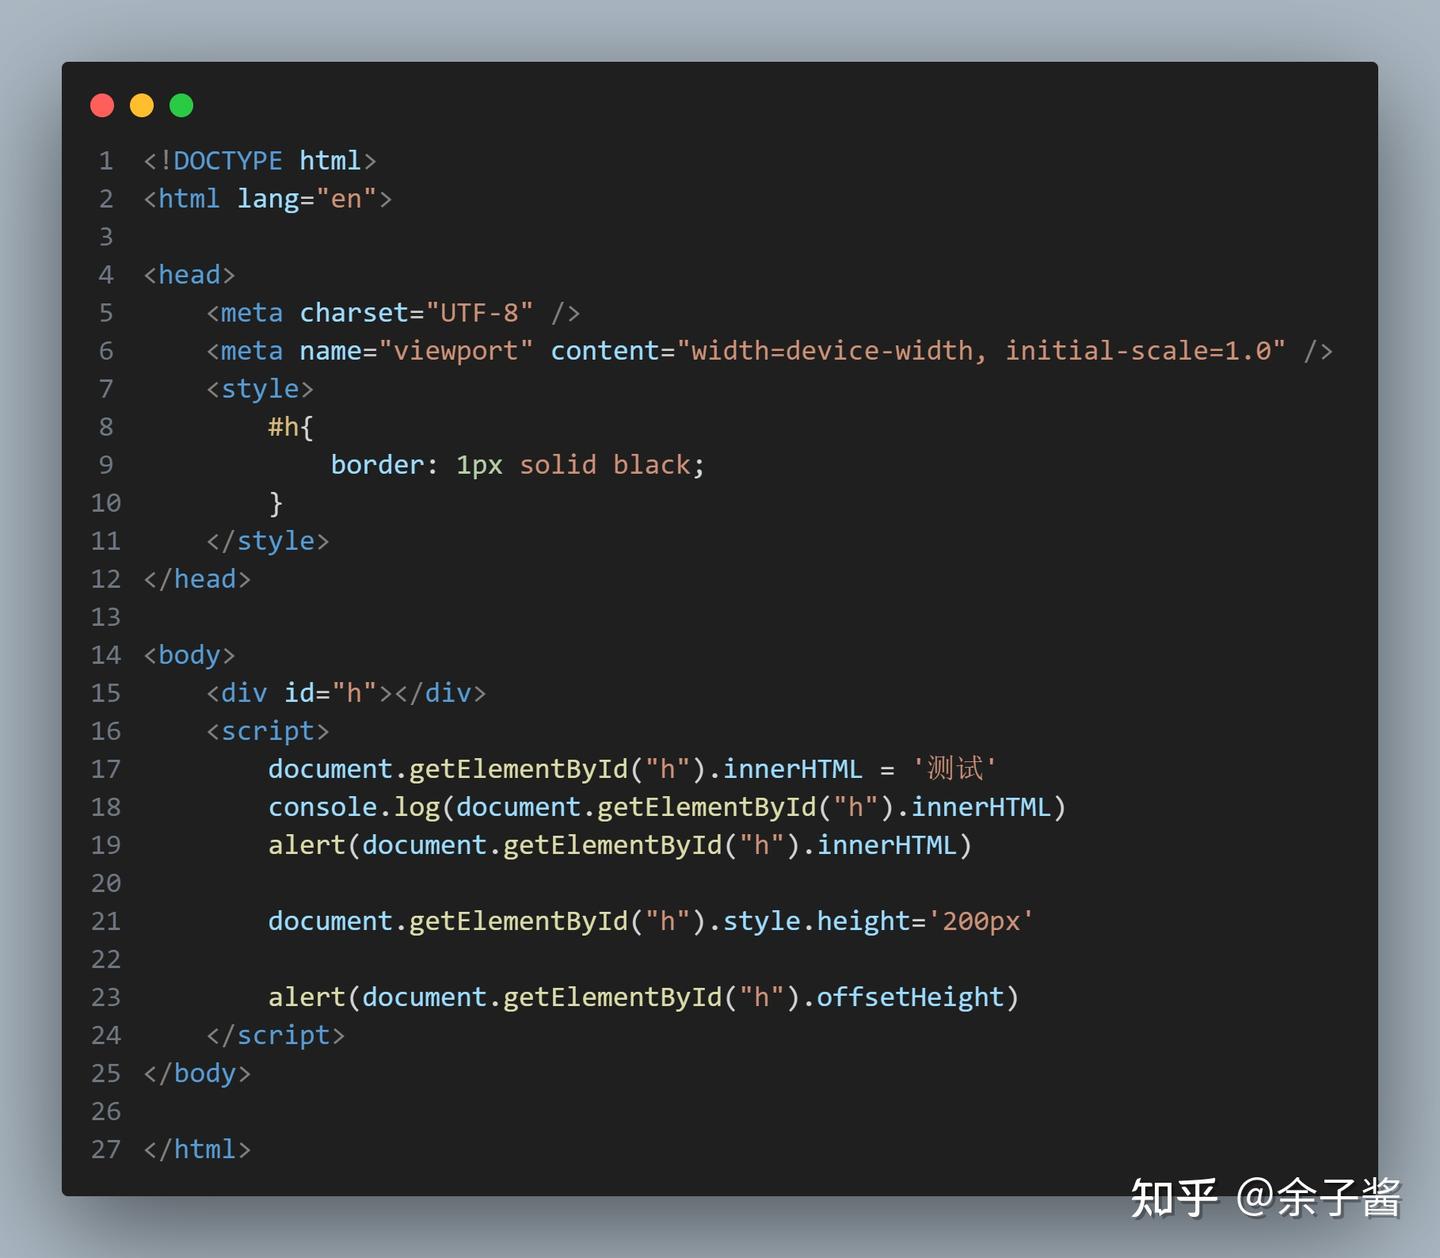 1 <!DOCTYPE html>
2 <html lang="en">
3
4 <head>
5     <meta charset="UTF-8" />
6     <meta name="viewport" content="width=device-width, initial-scale=1.0" />
7     <style>
8         #h{
9             border: 1px solid black;
10         }
11     </style>
12 </head>
13
14 <body>
15     <div id="h"></div>
16     <script>
17         document.getElementById("h").innerHTML = '测试'
18         console.log(document.getElementById("h").innerHTML)
19         alert(document.getElementById("h").innerHTML)
20
21         document.getElementById("h").style.height='200px'
22
23         alert(document.getElementById("h").offsetHeight)
24     </script>
25 </body>
26
27 </html>
知乎 @余子酱